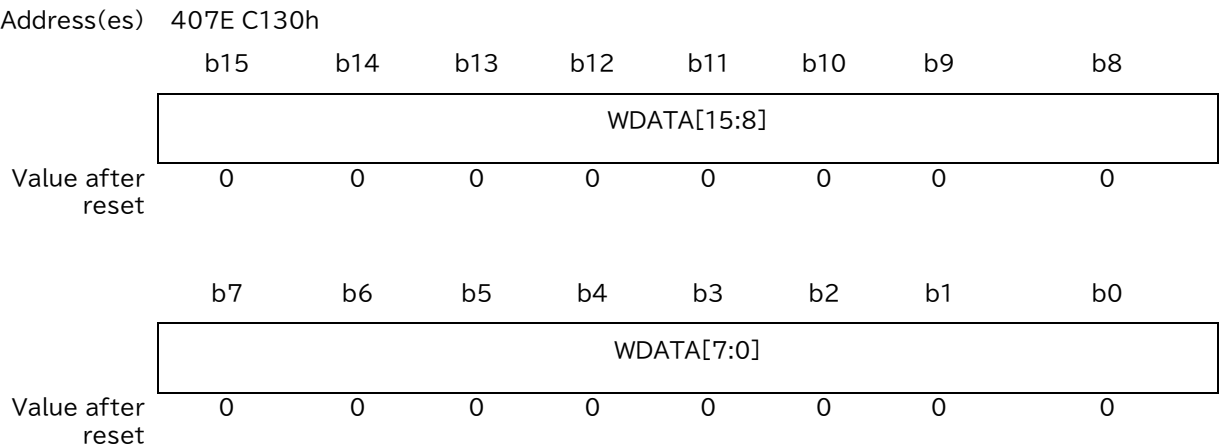 Address(es) 407E C130h
b15 b14 b13 b12 b11 b10 b9 b8
WDATA[15:8]
Value after 0 0 0 0 0 0 0 0
reset
b7 b6 b5 b4 b3 b2 b1 b0
WDATA[7:0]
Value after 0 0 0 0 0 0 0 0
reset